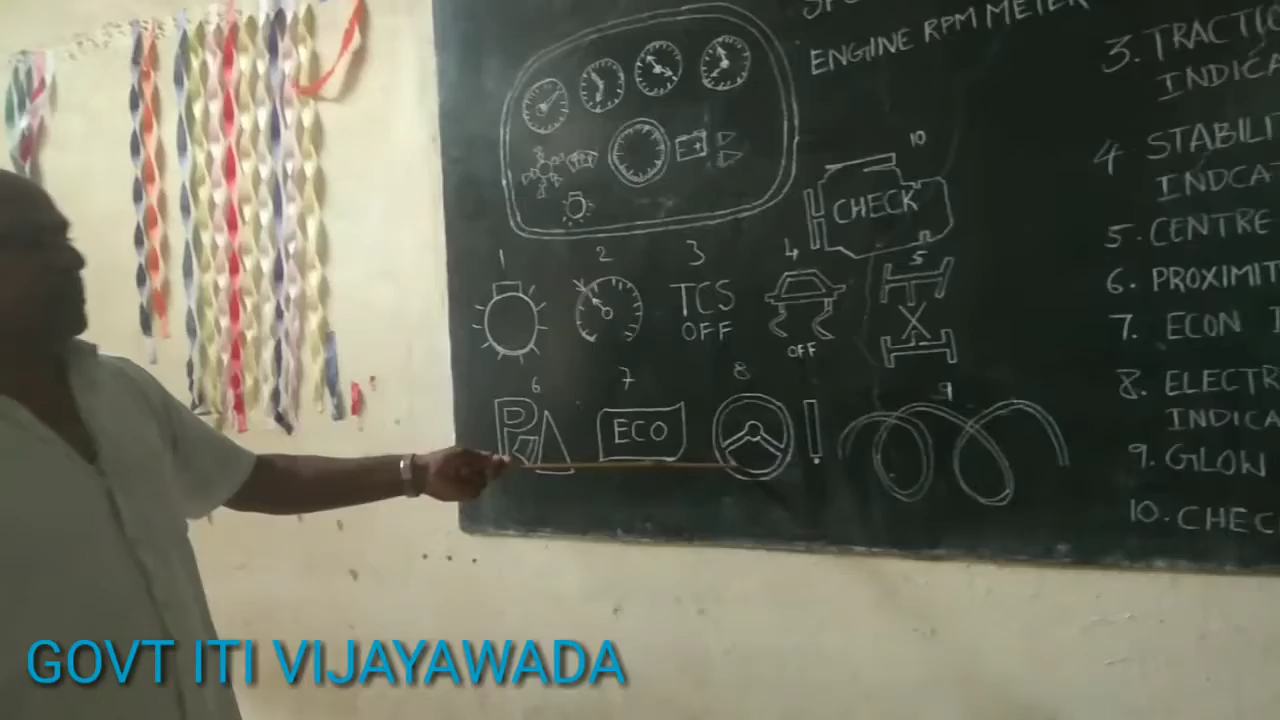 ENGINE RPM METER
3. TRACTIO
INDICA
4 STABILIT
INDCAT
5. CENTRE
6. PROXIMIT
7. ECON I
8. ELECTR
INDICA
9. GLOW
10. CHEC
10
CHECK
1
2
3
4
5
TCS
OFF
OFF
6
7
8
9
P
ECO
!
GOVT ITI VIJAYAWADA